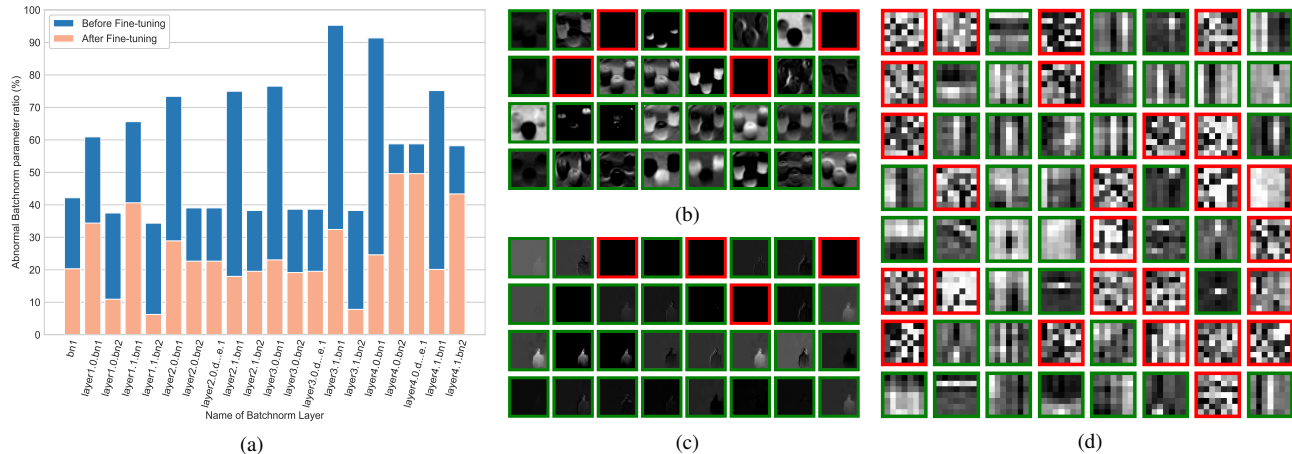 Before Fine-tuning
After Fine-tuning
Abnormal Batchnorm parameter ratio (%)
100
90
80
70
60
50
40
30
20
10
0
bn1
layer1.0.bn1
layer1.0.bn2
layer1.1.bn1
layer1.1.bn2
layer2.0.bn1
layer2.0.bn2
layer2.0.d...e.1
layer2.1.bn1
layer2.1.bn2
layer3.0.bn1
layer3.0.bn2
layer3.0.d...e.1
layer3.1.bn1
layer3.1.bn2
layer4.0.bn1
layer4.0.bn2
layer4.0.d...e.1
layer4.1.bn1
layer4.1.bn2
Name of Batchnorm Layer
(a)
(b)
(c)
(d)